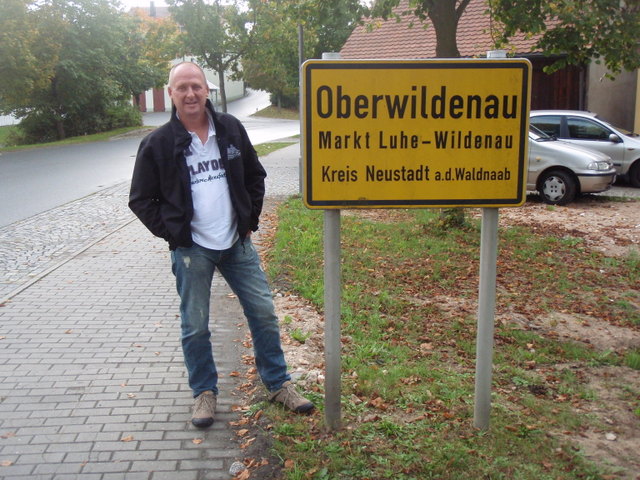 Oberwildenau
Markt Luhe-Wildenau
Kreis Neustadt a.d. Waldnaab